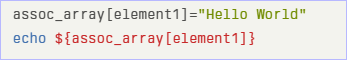 assoc_array[element1]="Hello World"
echo ${assoc_array[element1]}